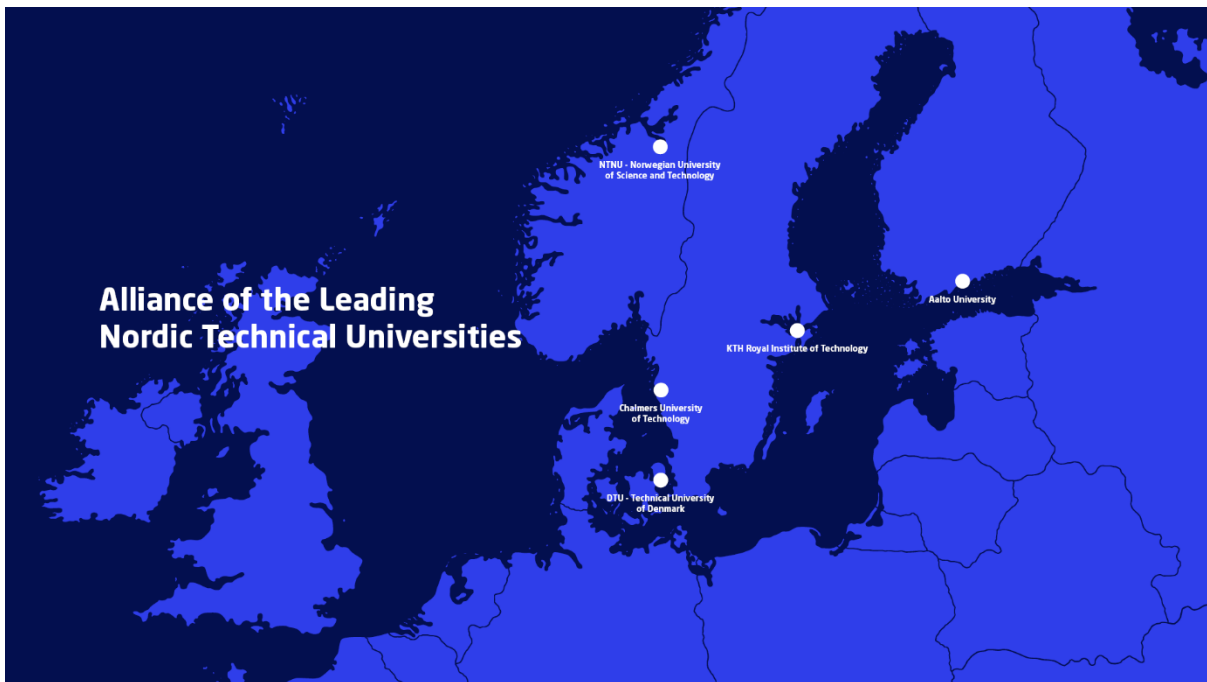 NTNU - Norwegian University
of Science and Technology
Alliance of the Leading
Nordic Technical Universities
Aalto University
KTH Royal Institute of Technology
Chalmers University
of Technology
DTU - Technical University
of Denmark